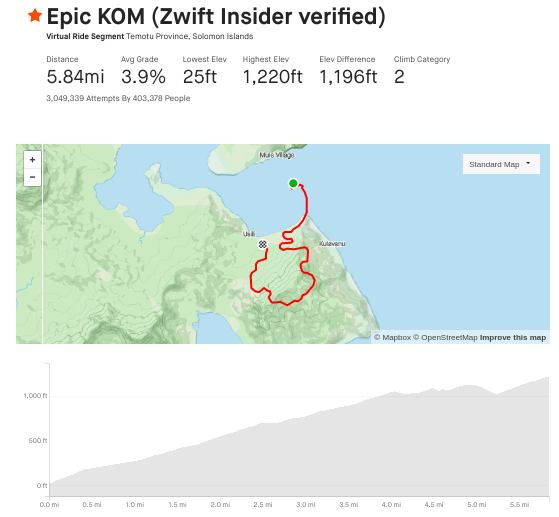 Epic KOM (Zwift Insider verified)
Virtual Ride Segment Temotu Province, Solomon Islands
Distance Avg Grade Lowest Elev Highest Elev Elev Difference Climb Category
5.84mi 3.9% 25ft 1,220ft 1,196ft 2
3,049,339 Attempts By 403,378 People
+
−
Standard Map
Muie Village
Usili
Kulavanu
© Mapbox © OpenStreetMap Improve this map
1,000 ft
500 ft
0 ft
0.0 mi 0.5 mi 1.0 mi 1.5 mi 2.0 mi 2.5 mi 3.0 mi 3.5 mi 4.0 mi 4.5 mi 5.0 mi 5.5 mi